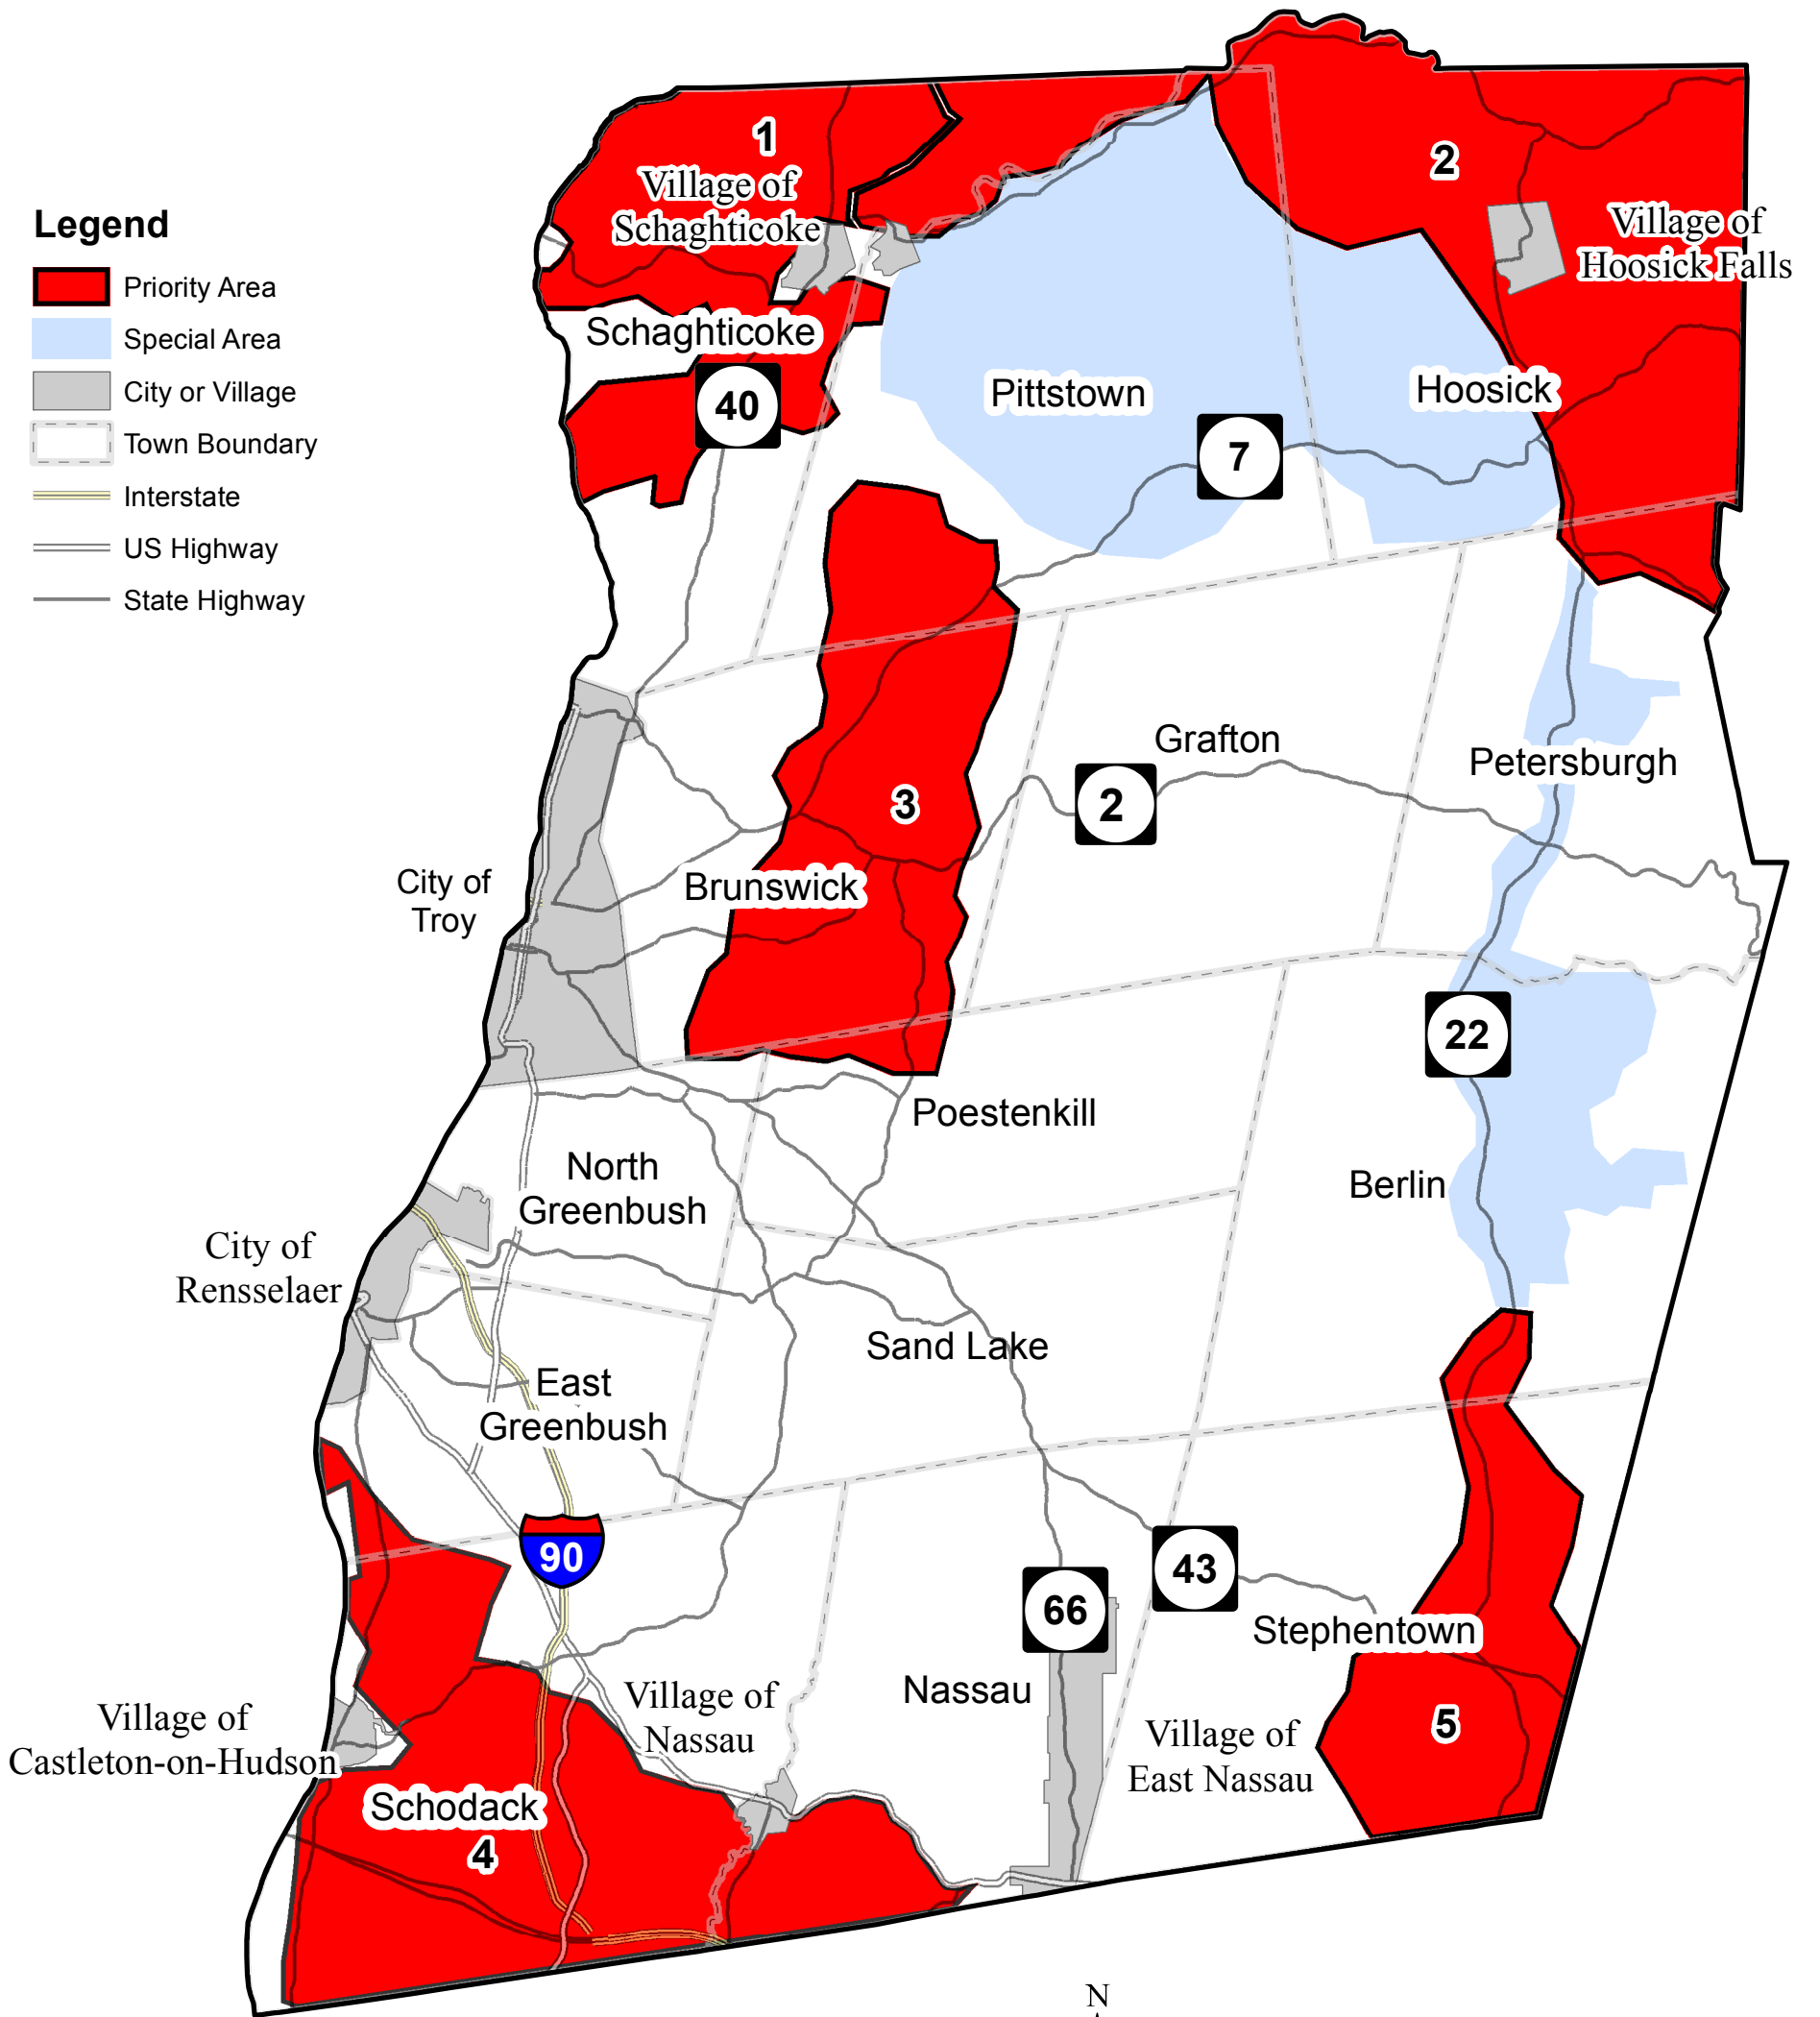 1
Village of
Schaghticoke
2
Village of
Hoosick Falls
Legend
Priority Area
Special Area
City or Village
Town Boundary
Interstate
US Highway
State Highway
Schaghticoke
40
Pittstown
Hoosick
7
Grafton
Petersburgh
2
3
Brunswick
City of
Troy
22
Poestenkill
North
Greenbush
Berlin
City of
Rensselaer
Sand Lake
East
Greenbush
90
43
66
Stephentown
Nassau
Village of
Nassau
Village of
Castleton-on-Hudson
Village of
East Nassau
5
Schodack
4
N